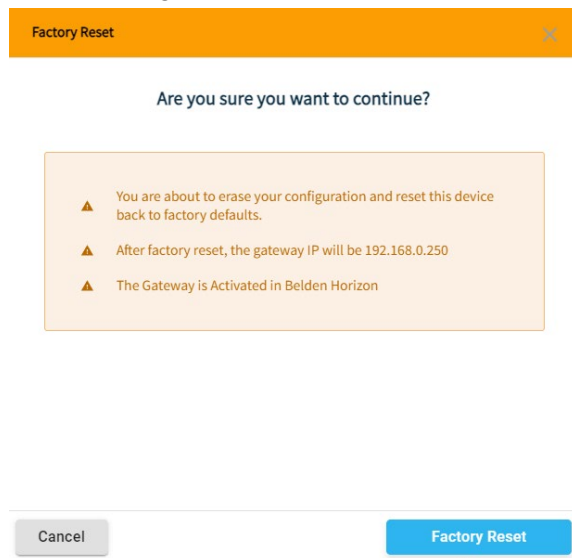 Factory Reset
Are you sure you want to continue?
You are about to erase your configuration and reset this device
back to factory defaults.
After factory reset, the gateway IP will be 192.168.0.250
The Gateway is Activated in Belden Horizon
Cancel
Factory Reset